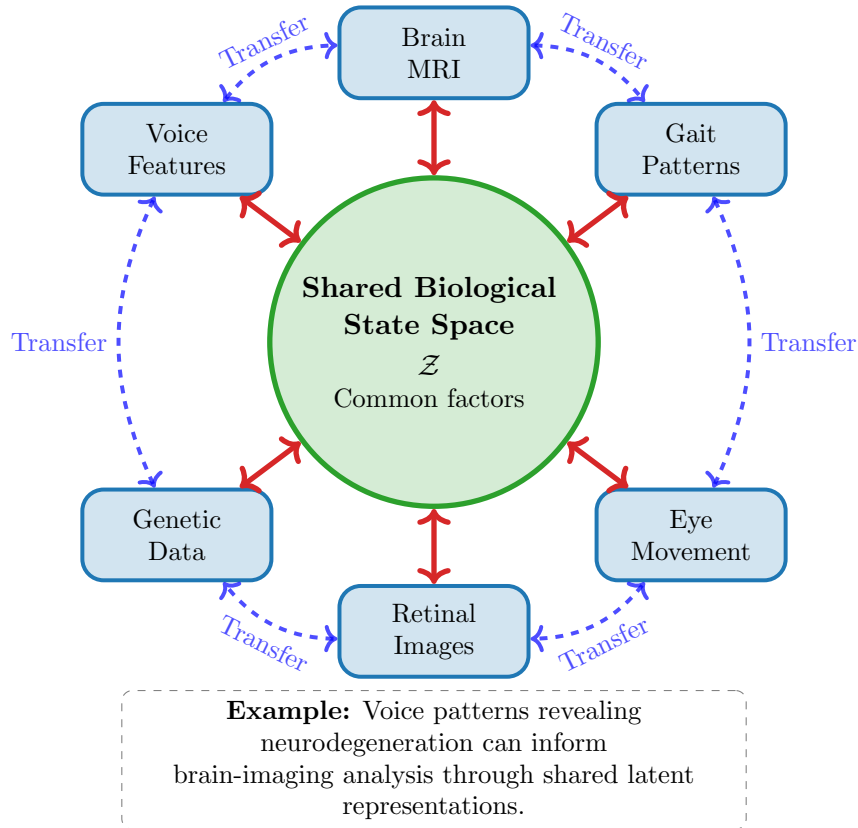 Transfer
Brain
MRI
Transfer
Voice
Features
Gait
Patterns
Shared Biological
State Space
𝒵
Common factors
Transfer
Transfer
Genetic
Data
Eye
Movement
Retinal
Images
Transfer
Transfer
Example: Voice patterns revealing
neurodegeneration can inform
brain-imaging analysis through shared latent
representations.